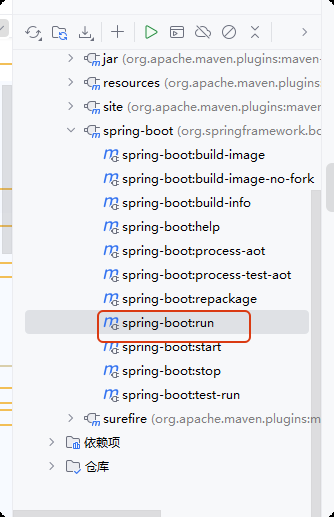 jar (org.apache.maven.plugins:maven-
resources (org.apache.maven.plugins:
site (org.apache.maven.plugins:maven
spring-boot (org.springframework.bo
spring-boot:build-image
spring-boot:build-image-no-fork
spring-boot:build-info
spring-boot:help
spring-boot:process-aot
spring-boot:process-test-aot
spring-boot:repackage
spring-boot:run
spring-boot:start
spring-boot:stop
spring-boot:test-run
surefire (org.apache.maven.plugins:m
依赖项
仓库